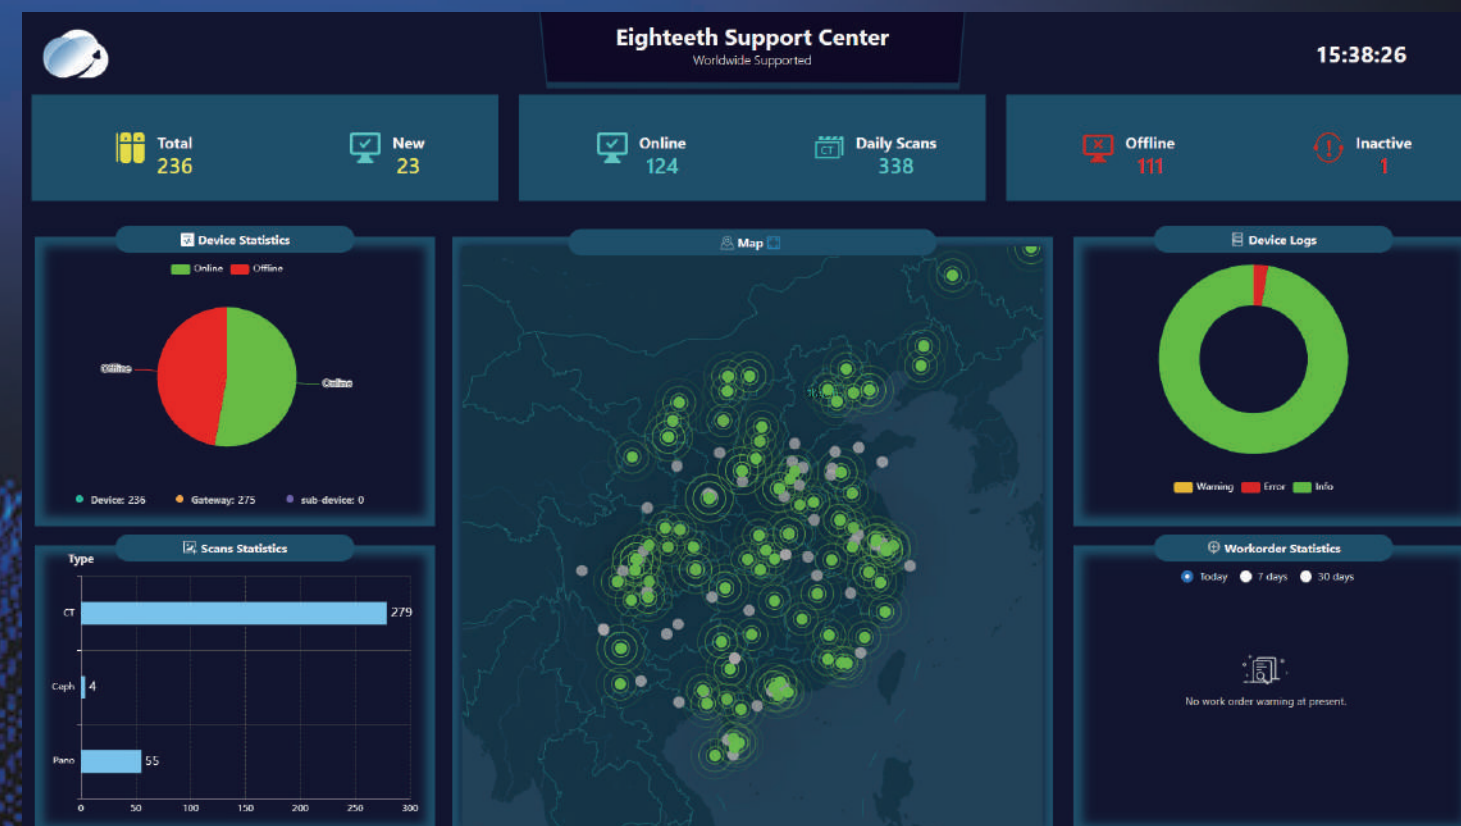 Eighteeth Support Center
Worldwide Supported
15:38:26
Total
236
New
23
Online
124
Daily Scans
338
Offline
111
Inactive
1
CT
Device Statistics
Online Offline
Offline
Online
Device: 236 Gateway: 275 sub-device: 0
Map
Device Logs
Warning Error Info
Scans Statistics
Type
CT 279
Ceph 4
Pano 55
0 50 100 150 200 250 300
Workorder Statistics
Today 7 days 30 days
No work order warning at present.